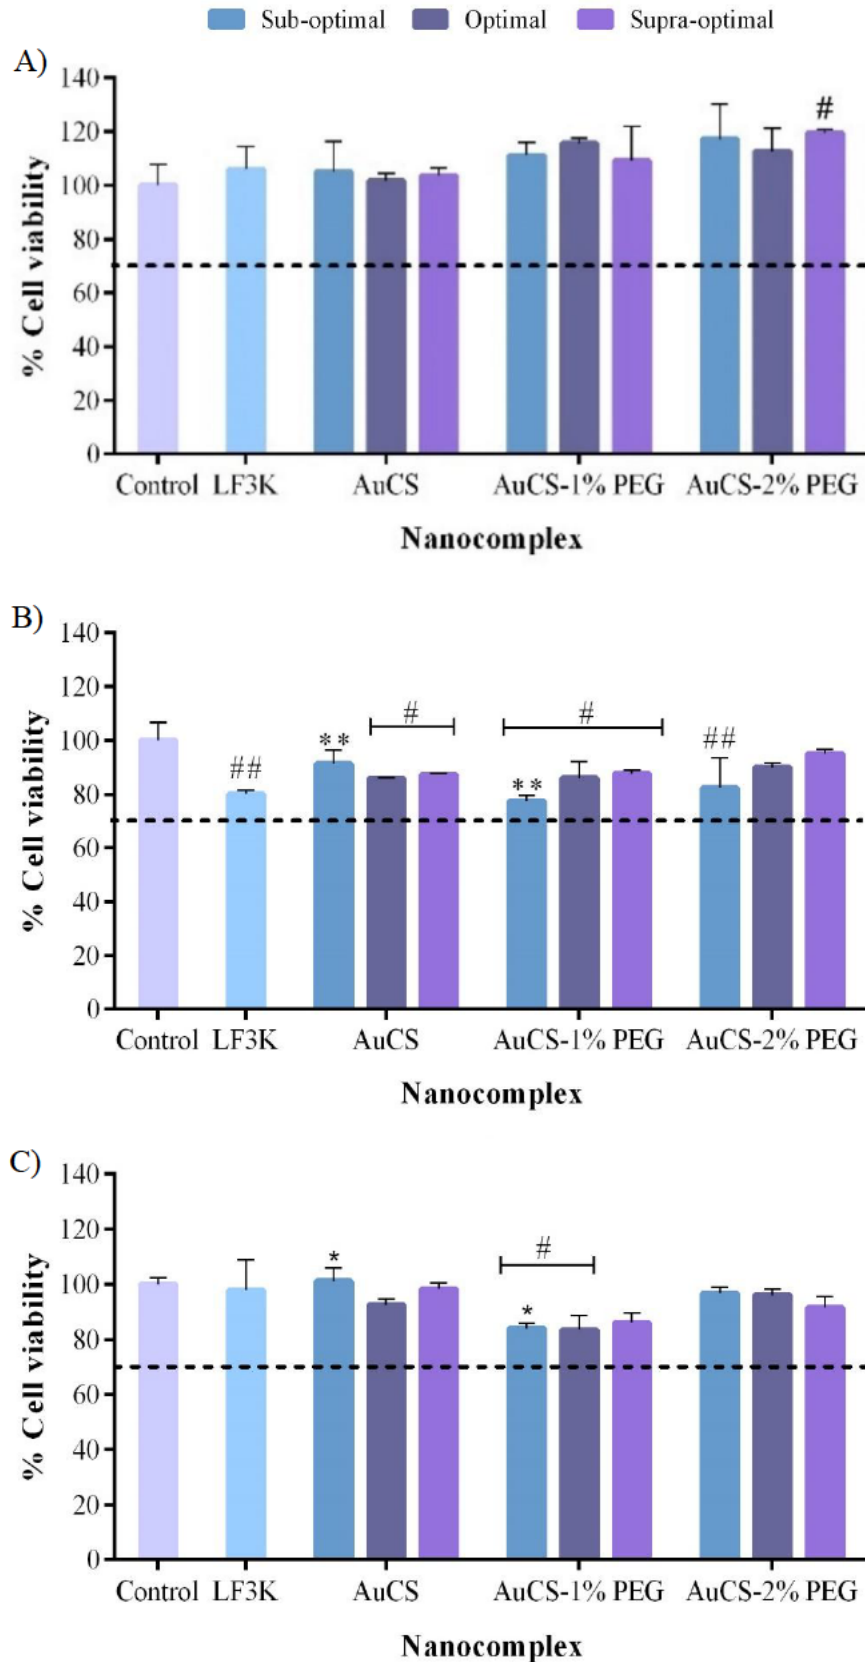 Sub-optimal Optimal Supra-optimal
A)
% Cell viability
140
120
100
80
60
40
20
0
#
Control LF3K AuCS AuCS-1% PEG AuCS-2% PEG
Nanocomplex
B)
% Cell viability
140
120
100
80
60
40
20
0
## ** # ** # ##
Control LF3K AuCS AuCS-1% PEG AuCS-2% PEG
Nanocomplex
C)
% Cell viability
140
120
100
80
60
40
20
0
* * #
Control LF3K AuCS AuCS-1% PEG AuCS-2% PEG
Nanocomplex